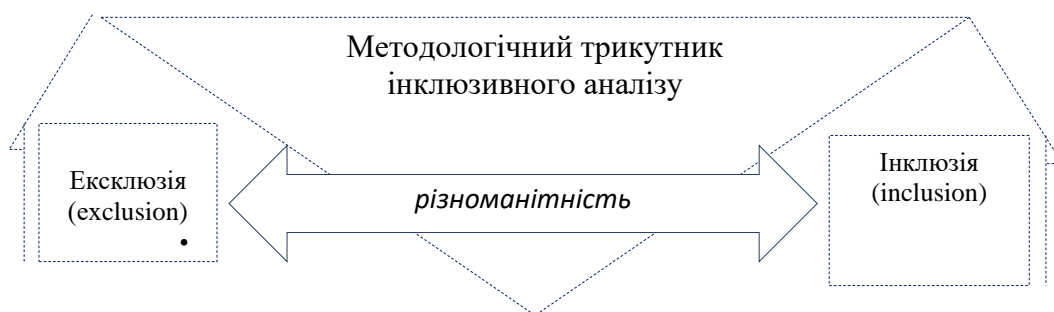 Методологічний трикутник
інклюзивного аналізу
Ексклюзія
(exclusion)
•
різноманітність
Інклюзія
(inclusion)